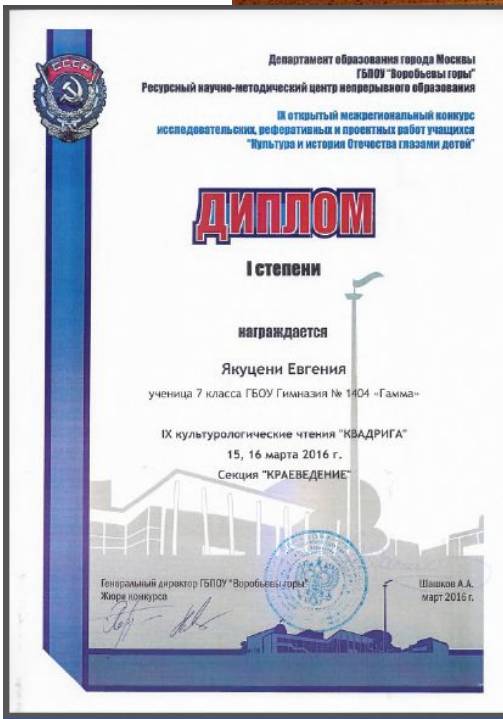 СССР
Департамент образования города Москвы
ГБПОУ "Воробьевы горы"
Ресурсный научно-методический центр непрерывного образования
IX открытый межрегиональный конкурс
исследовательских, реферативных и проектных работ учащихся
"Культура и история Отечества глазами детей"
ДИПЛОМ
I степени
награждается
Якуцени Евгения
ученица 7 класса ГБОУ Гимназия № 1404 «Гамма»
IX культурологические чтения "КВАДРИГА"
15, 16 марта 2016 г.
Секция "КРАЕВЕДЕНИЕ"
Генеральный директор ГБПОУ "Воробьевы горы"
Шашков А.А.
Жюри конкурса
март 2016 г.